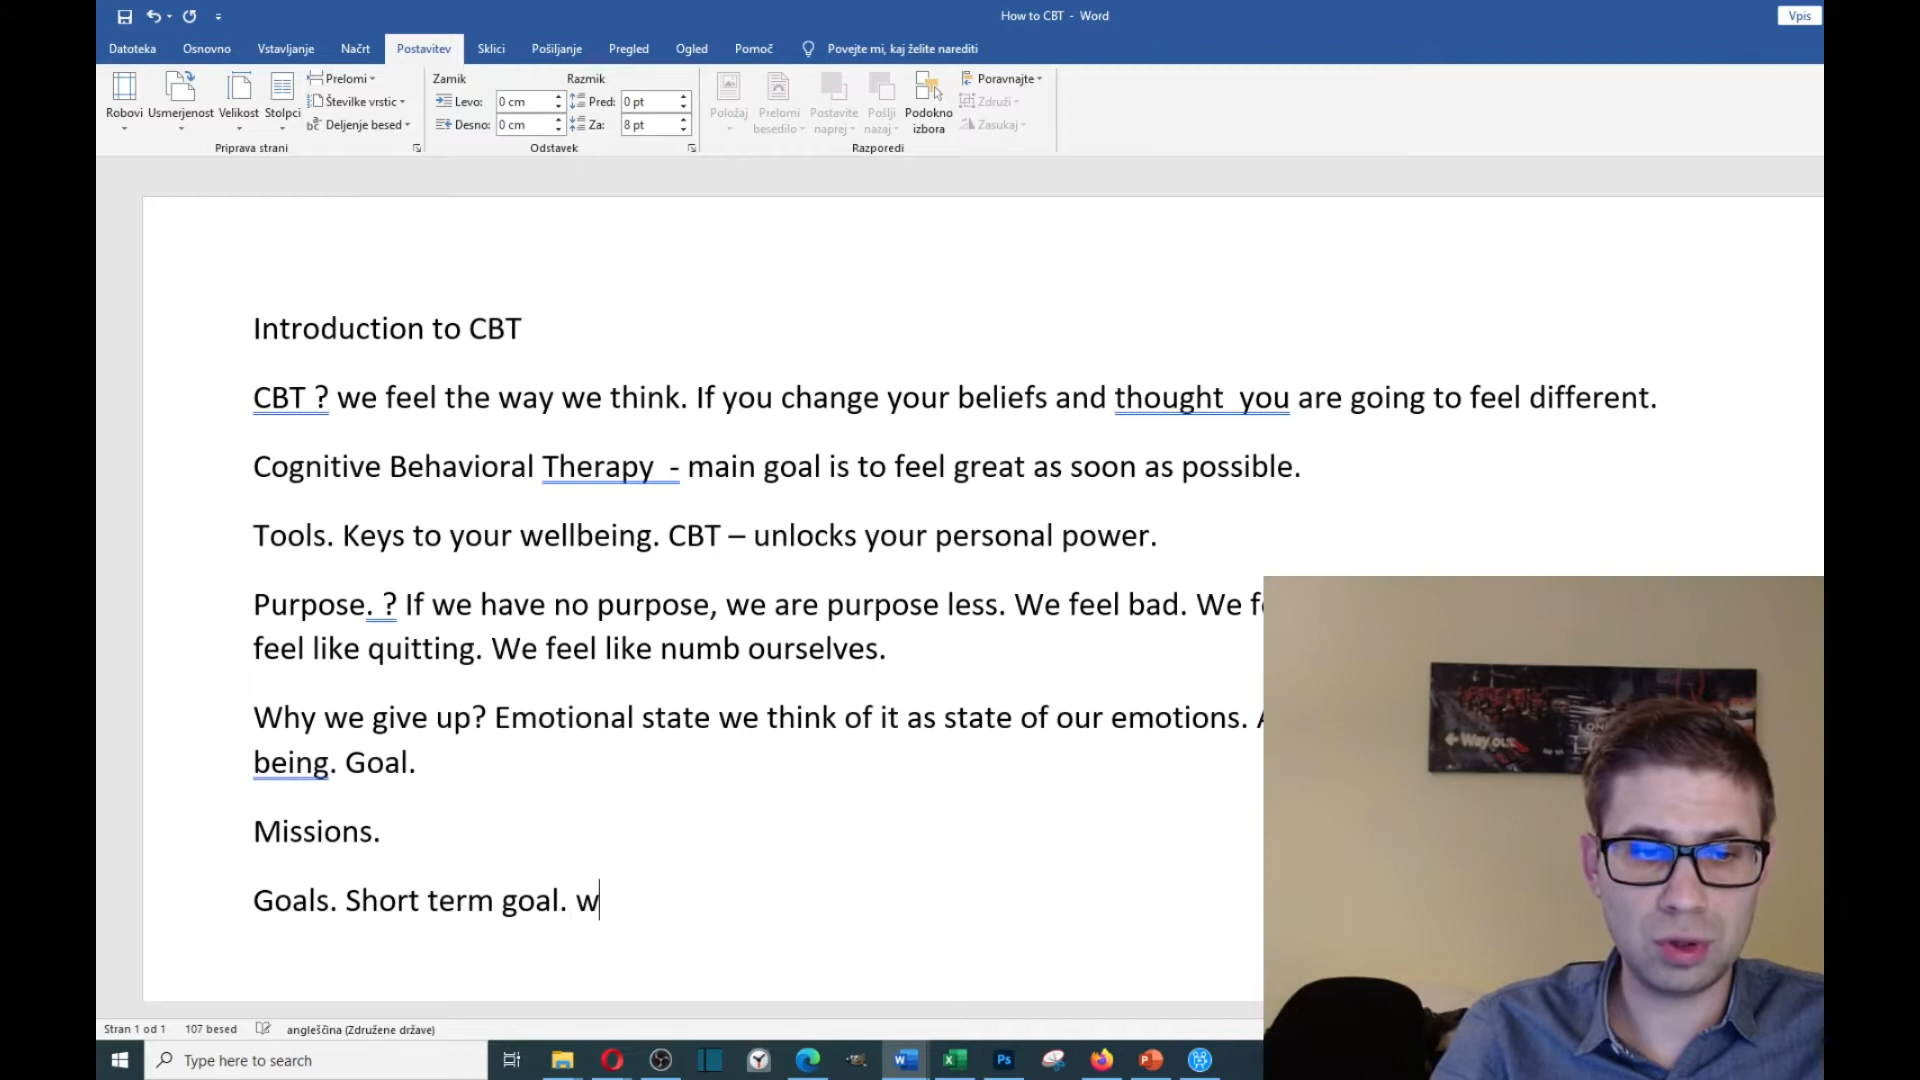 How to CBT - Word
Vpis
Datoteka Osnovno Vstavljanje Načrt Postavitev Sklici Pošiljanje Pregled Ogled Pomoč Povejte mi, kaj želite narediti
Robovi Usmerjenost Velikost Stolpci
Prelomi
Številke vrstic
Deljenje besed
Priprava strani
Zamik Razmik
Levo: 0 cm Pred: 0 pt
Desno: 0 cm Za: 8 pt
Odstavek
Položaj Prelomi besedilo Postavite naprej Pošlji nazaj Podokno izbora
Poravnajte
Združi
Zasukaj
Razporedi
Introduction to CBT
CBT ? we feel the way we think. If you change your beliefs and thought  you are going to feel different.
Cognitive Behavioral Therapy  - main goal is to feel great as soon as possible.
Tools. Keys to your wellbeing. CBT – unlocks your personal power.
Purpose. ? If we have no purpose, we are purpose less. We feel bad. We
feel like quitting. We feel like numb ourselves.
Why we give up? Emotional state we think of it as state of our emotions.
being. Goal.
Missions.
Goals. Short term goal. w
Way out
Stran 1 od 1 107 besed angleščina (Združene države)
Type here to search